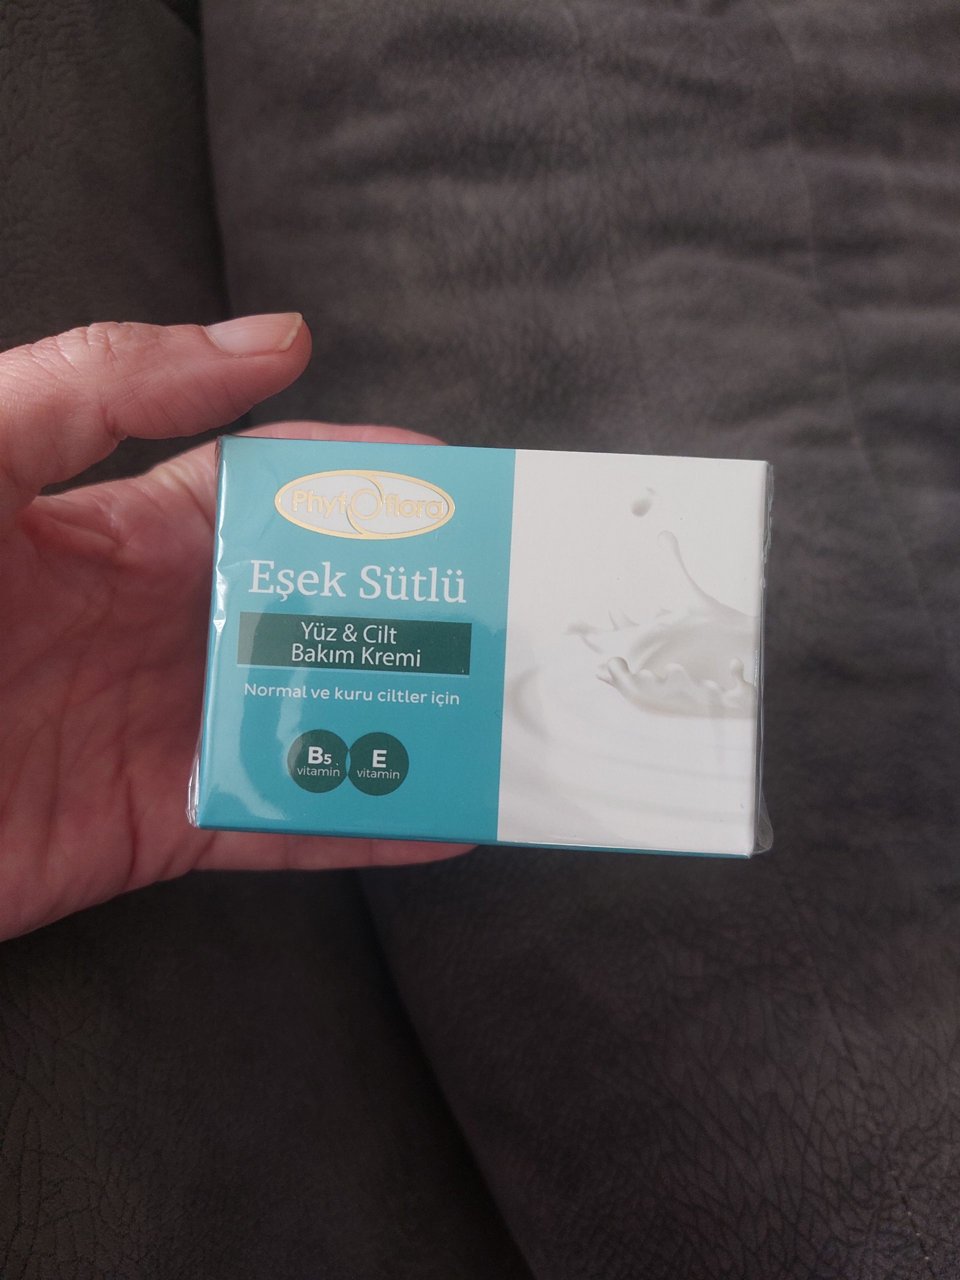 PhytOflora
Eşek Sütlü
Yüz & Cilt
Bakım Kremi
Normal ve kuru ciltler için
B5 E
vitamin vitamin